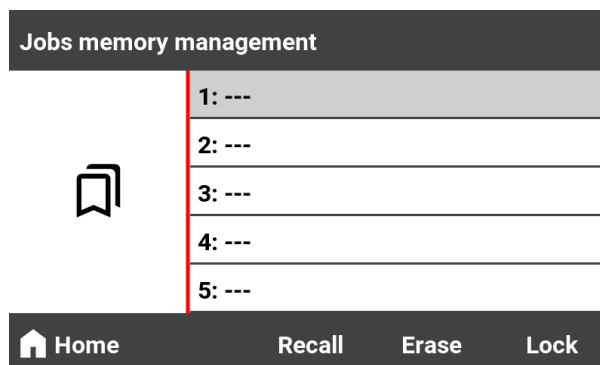 Jobs memory management
1: ---
2: ---
3: ---
4: ---
5: ---
Home Recall Erase Lock